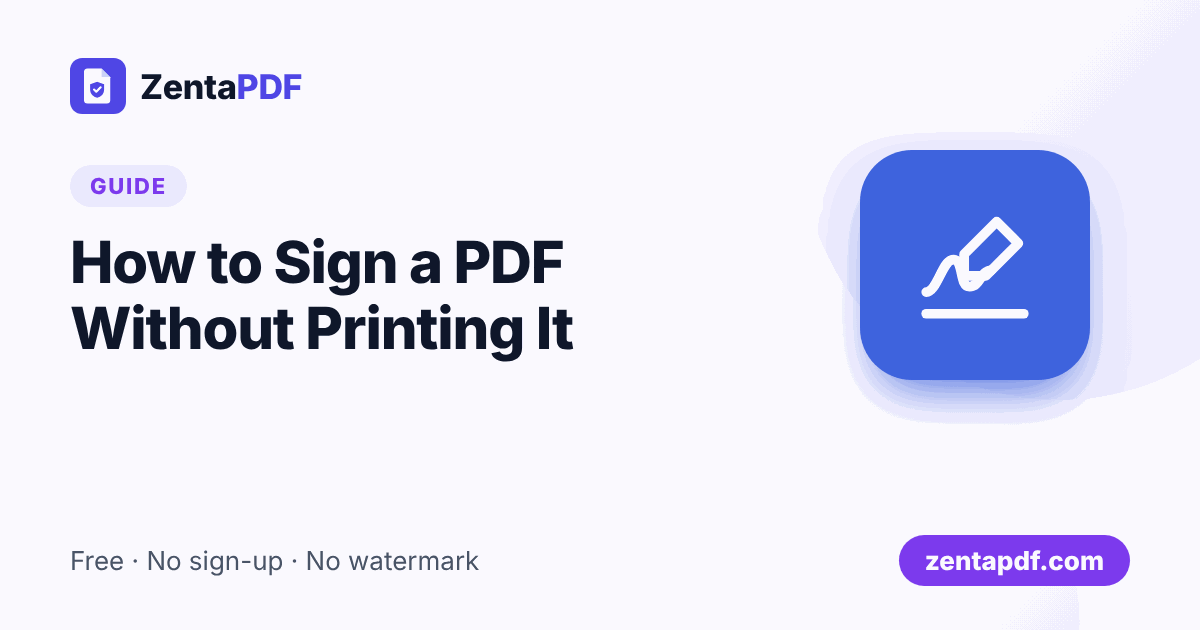 ZentaPDF
GUIDE
How to Sign a PDF
Without Printing It
Free · No sign-up · No watermark
zentapdf.com